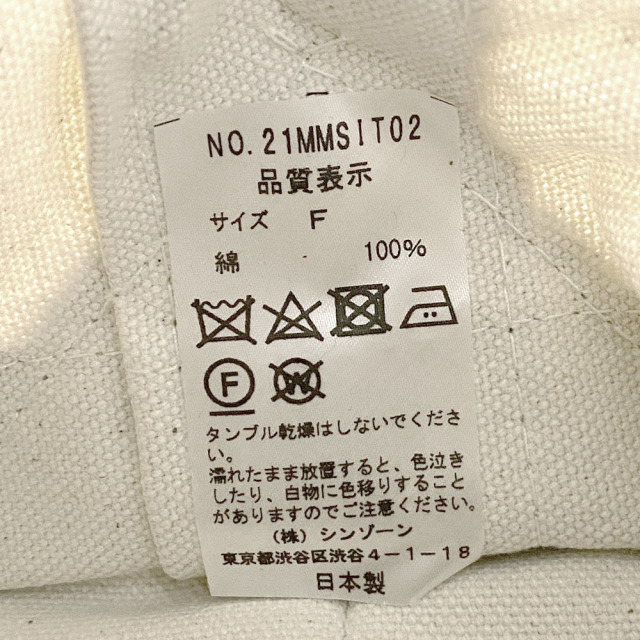 NO.21MMSIT02
品質表示
サイズ F
綿 100%
F W
タンブル乾燥はしないでくださ
い。
濡れたまま放置すると、色泣き
したり、白物に色移りすること
がありますのでご注意ください。
(株) シンゾーン
東京都渋谷区渋谷4-1-18
日本製